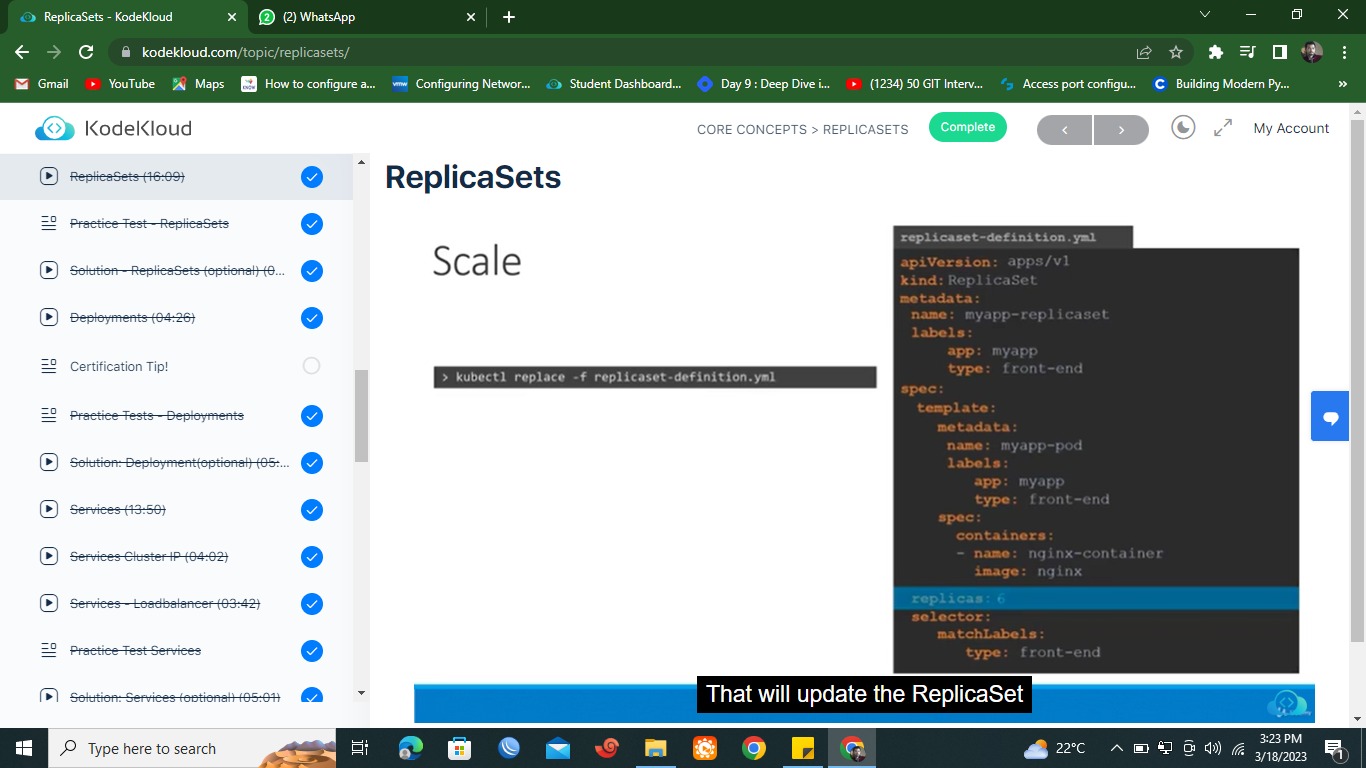 ReplicaSets - KodeKloud
(2) WhatsApp
kodekloud.com/topic/replicasets/
Gmail
YouTube
Maps
How to configure a...
Configuring Networ...
Student Dashboard...
Day 9 : Deep Dive i...
(1234) 50 GIT Interv...
Access port configu...
Building Modern Py...
»
KodeKloud
CORE CONCEPTS > REPLICASETS
Complete
My Account
ReplicaSets (16:09)
Practice Test - ReplicaSets
Solution - ReplicaSets (optional) (0...
Deployments (04:26)
Certification Tip!
Practice Tests - Deployments
Solution: Deployment(optional) (05:...
Services (13:50)
Services Cluster IP (04:02)
Services - Loadbalancer (03:42)
Practice Test Services
Solution: Services (optional) (05:01)
ReplicaSets
Scale
> kubectl replace -f replicaset-definition.yml
replicaset-definition.yml
apiVersion: apps/v1
kind: ReplicaSet
metadata:
name: myapp-replicaset
labels:
app: myapp
type: front-end
spec:
template:
metadata:
name: myapp-pod
labels:
app: myapp
type: front-end
spec:
containers:
- name: nginx-container
image: nginx
replicas: 6
selector:
matchLabels:
type: front-end
That will update the ReplicaSet
Type here to search
22°C
3:23 PM
3/18/2023
1